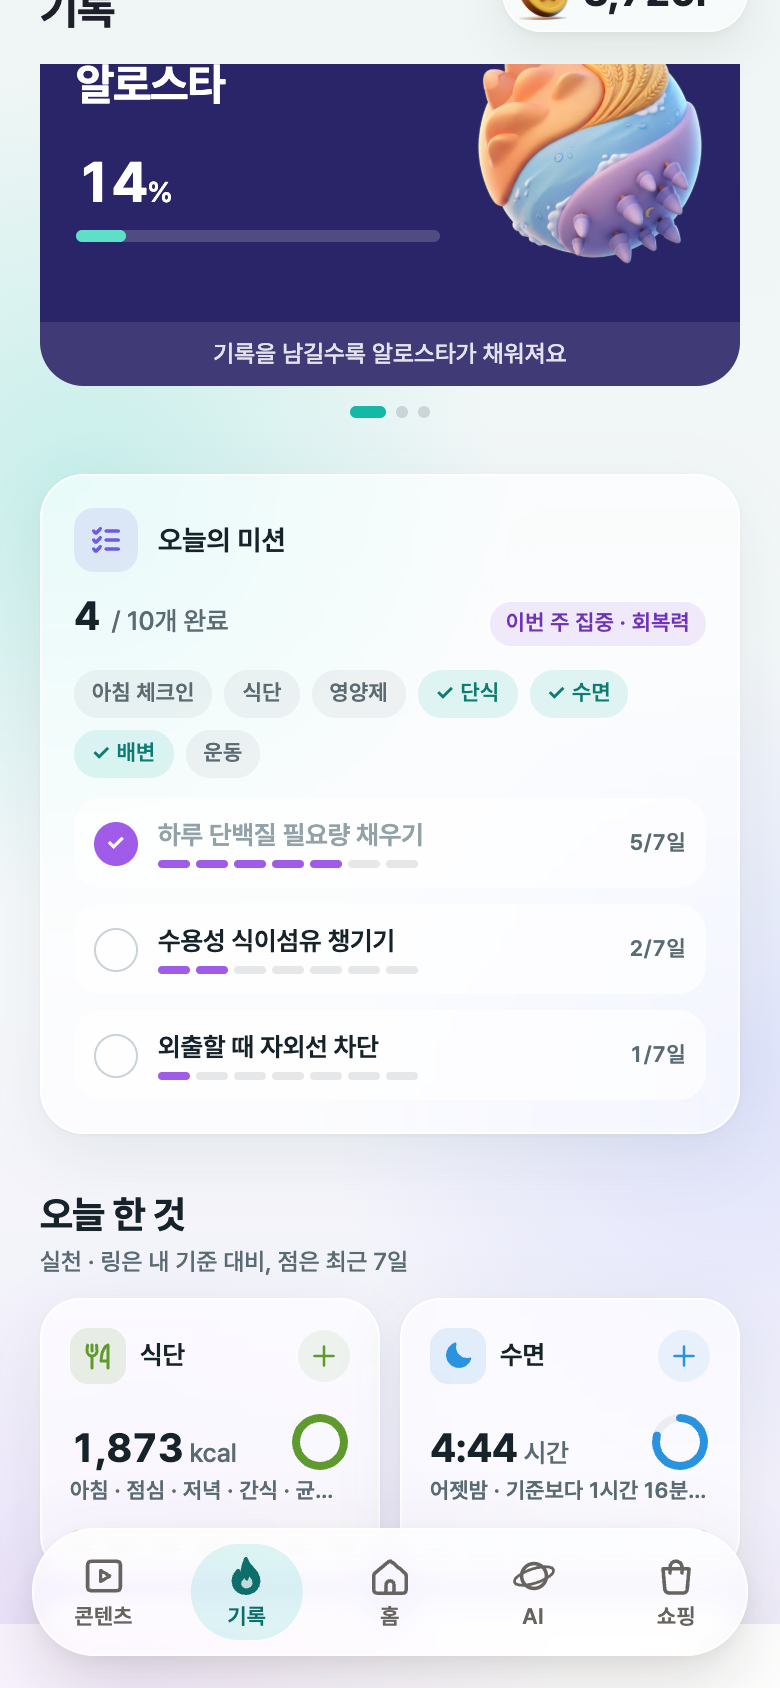 기록
알로스타
14%
기록을 남길수록 알로스타가 채워져요
오늘의 미션
4 / 10개 완료
이번 주 집중 · 회복력
아침 체크인 식단 영양제 단식 수면
배변 운동
하루 단백질 필요량 채우기 5/7일
수용성 식이섬유 챙기기 2/7일
외출할 때 자외선 차단 1/7일
오늘 한 것
실천 · 링은 내 기준 대비, 점은 최근 7일
식단
1,873 kcal
아침 · 점심 · 저녁 · 간식 · 균...
수면
4:44 시간
어젯밤 · 기준보다 1시간 16분...
콘텐츠 기록 홈 AI 쇼핑